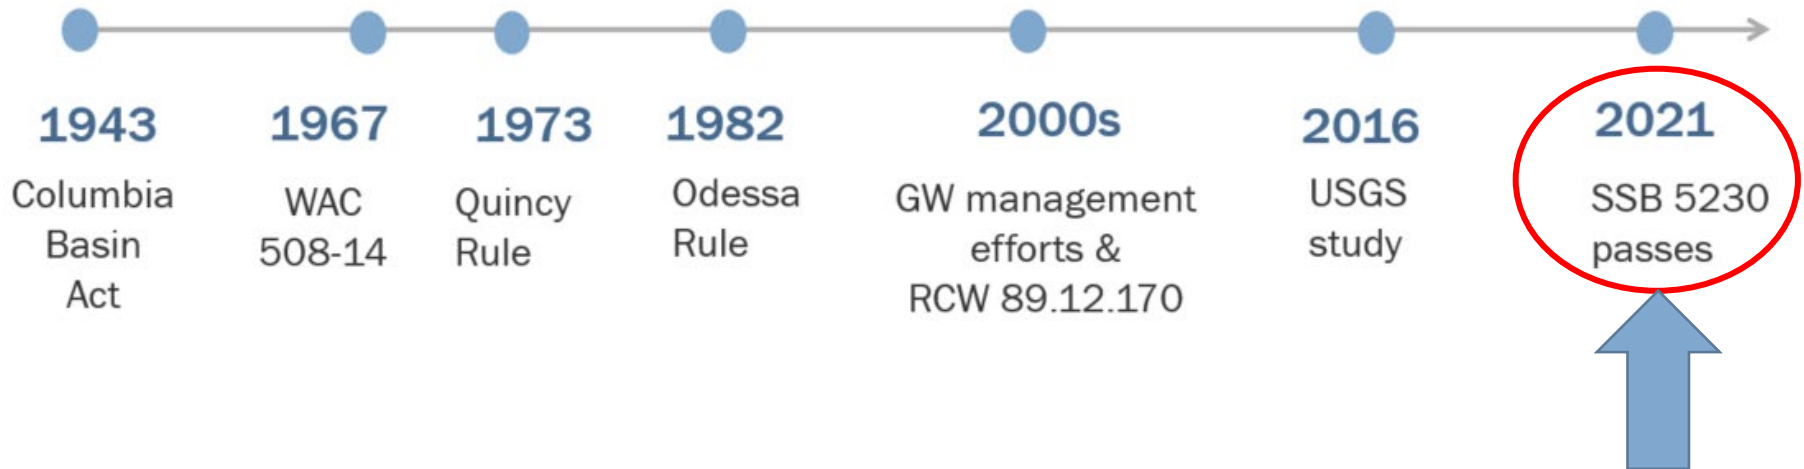 1943
Columbia
Basin
Act
1967
WAC
508-14
1973
Quincy
Rule
1982
Odessa
Rule
2000s
GW management
efforts &
RCW 89.12.170
2016
USGS
study
2021
SSB 5230
passes